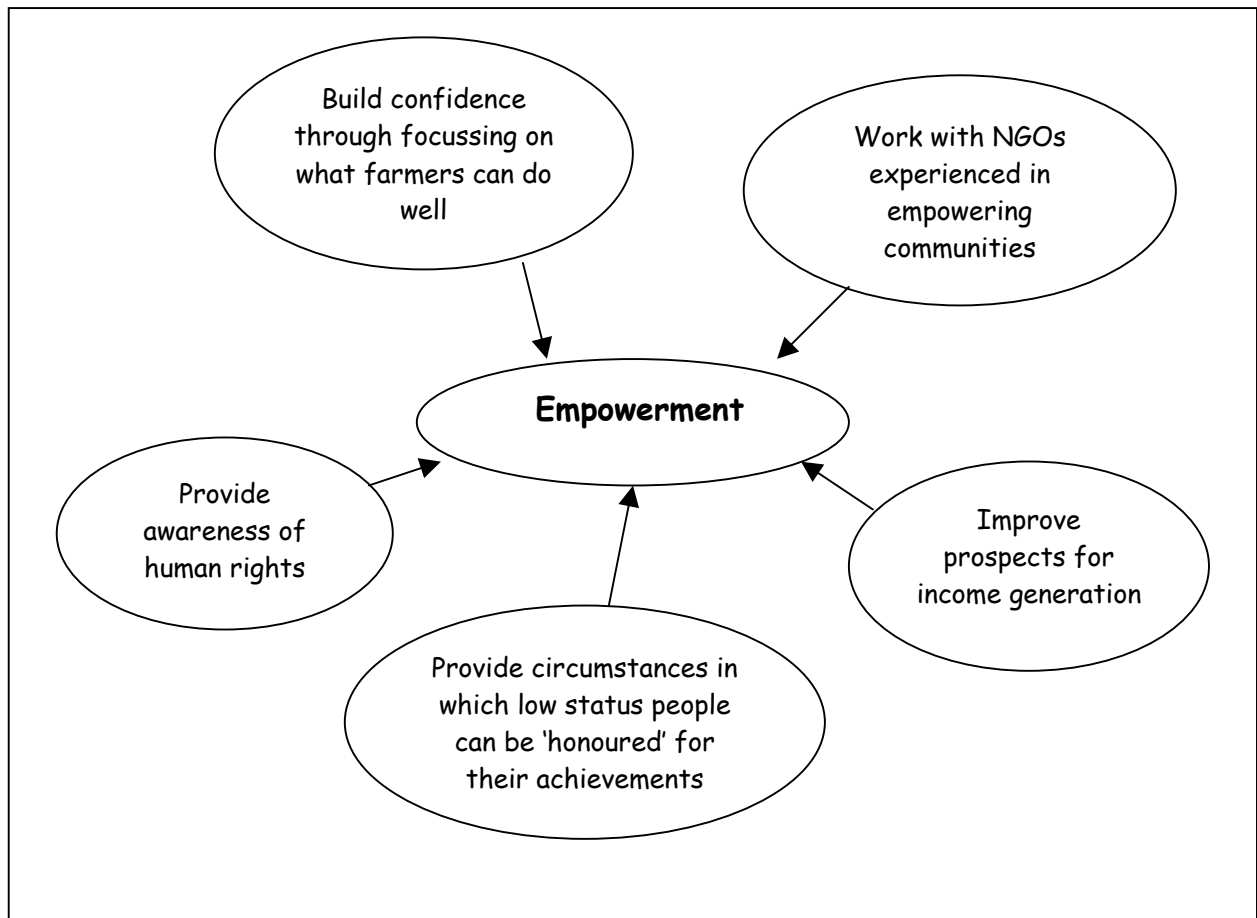 Build confidence
through focussing on
what farmers can do
well
Work with NGOs
experienced in
empowering
communities
Empowerment
Provide
awareness of
human rights
Improve
prospects for
income generation
Provide circumstances in
which low status people
can be ‘honoured’ for
their achievements